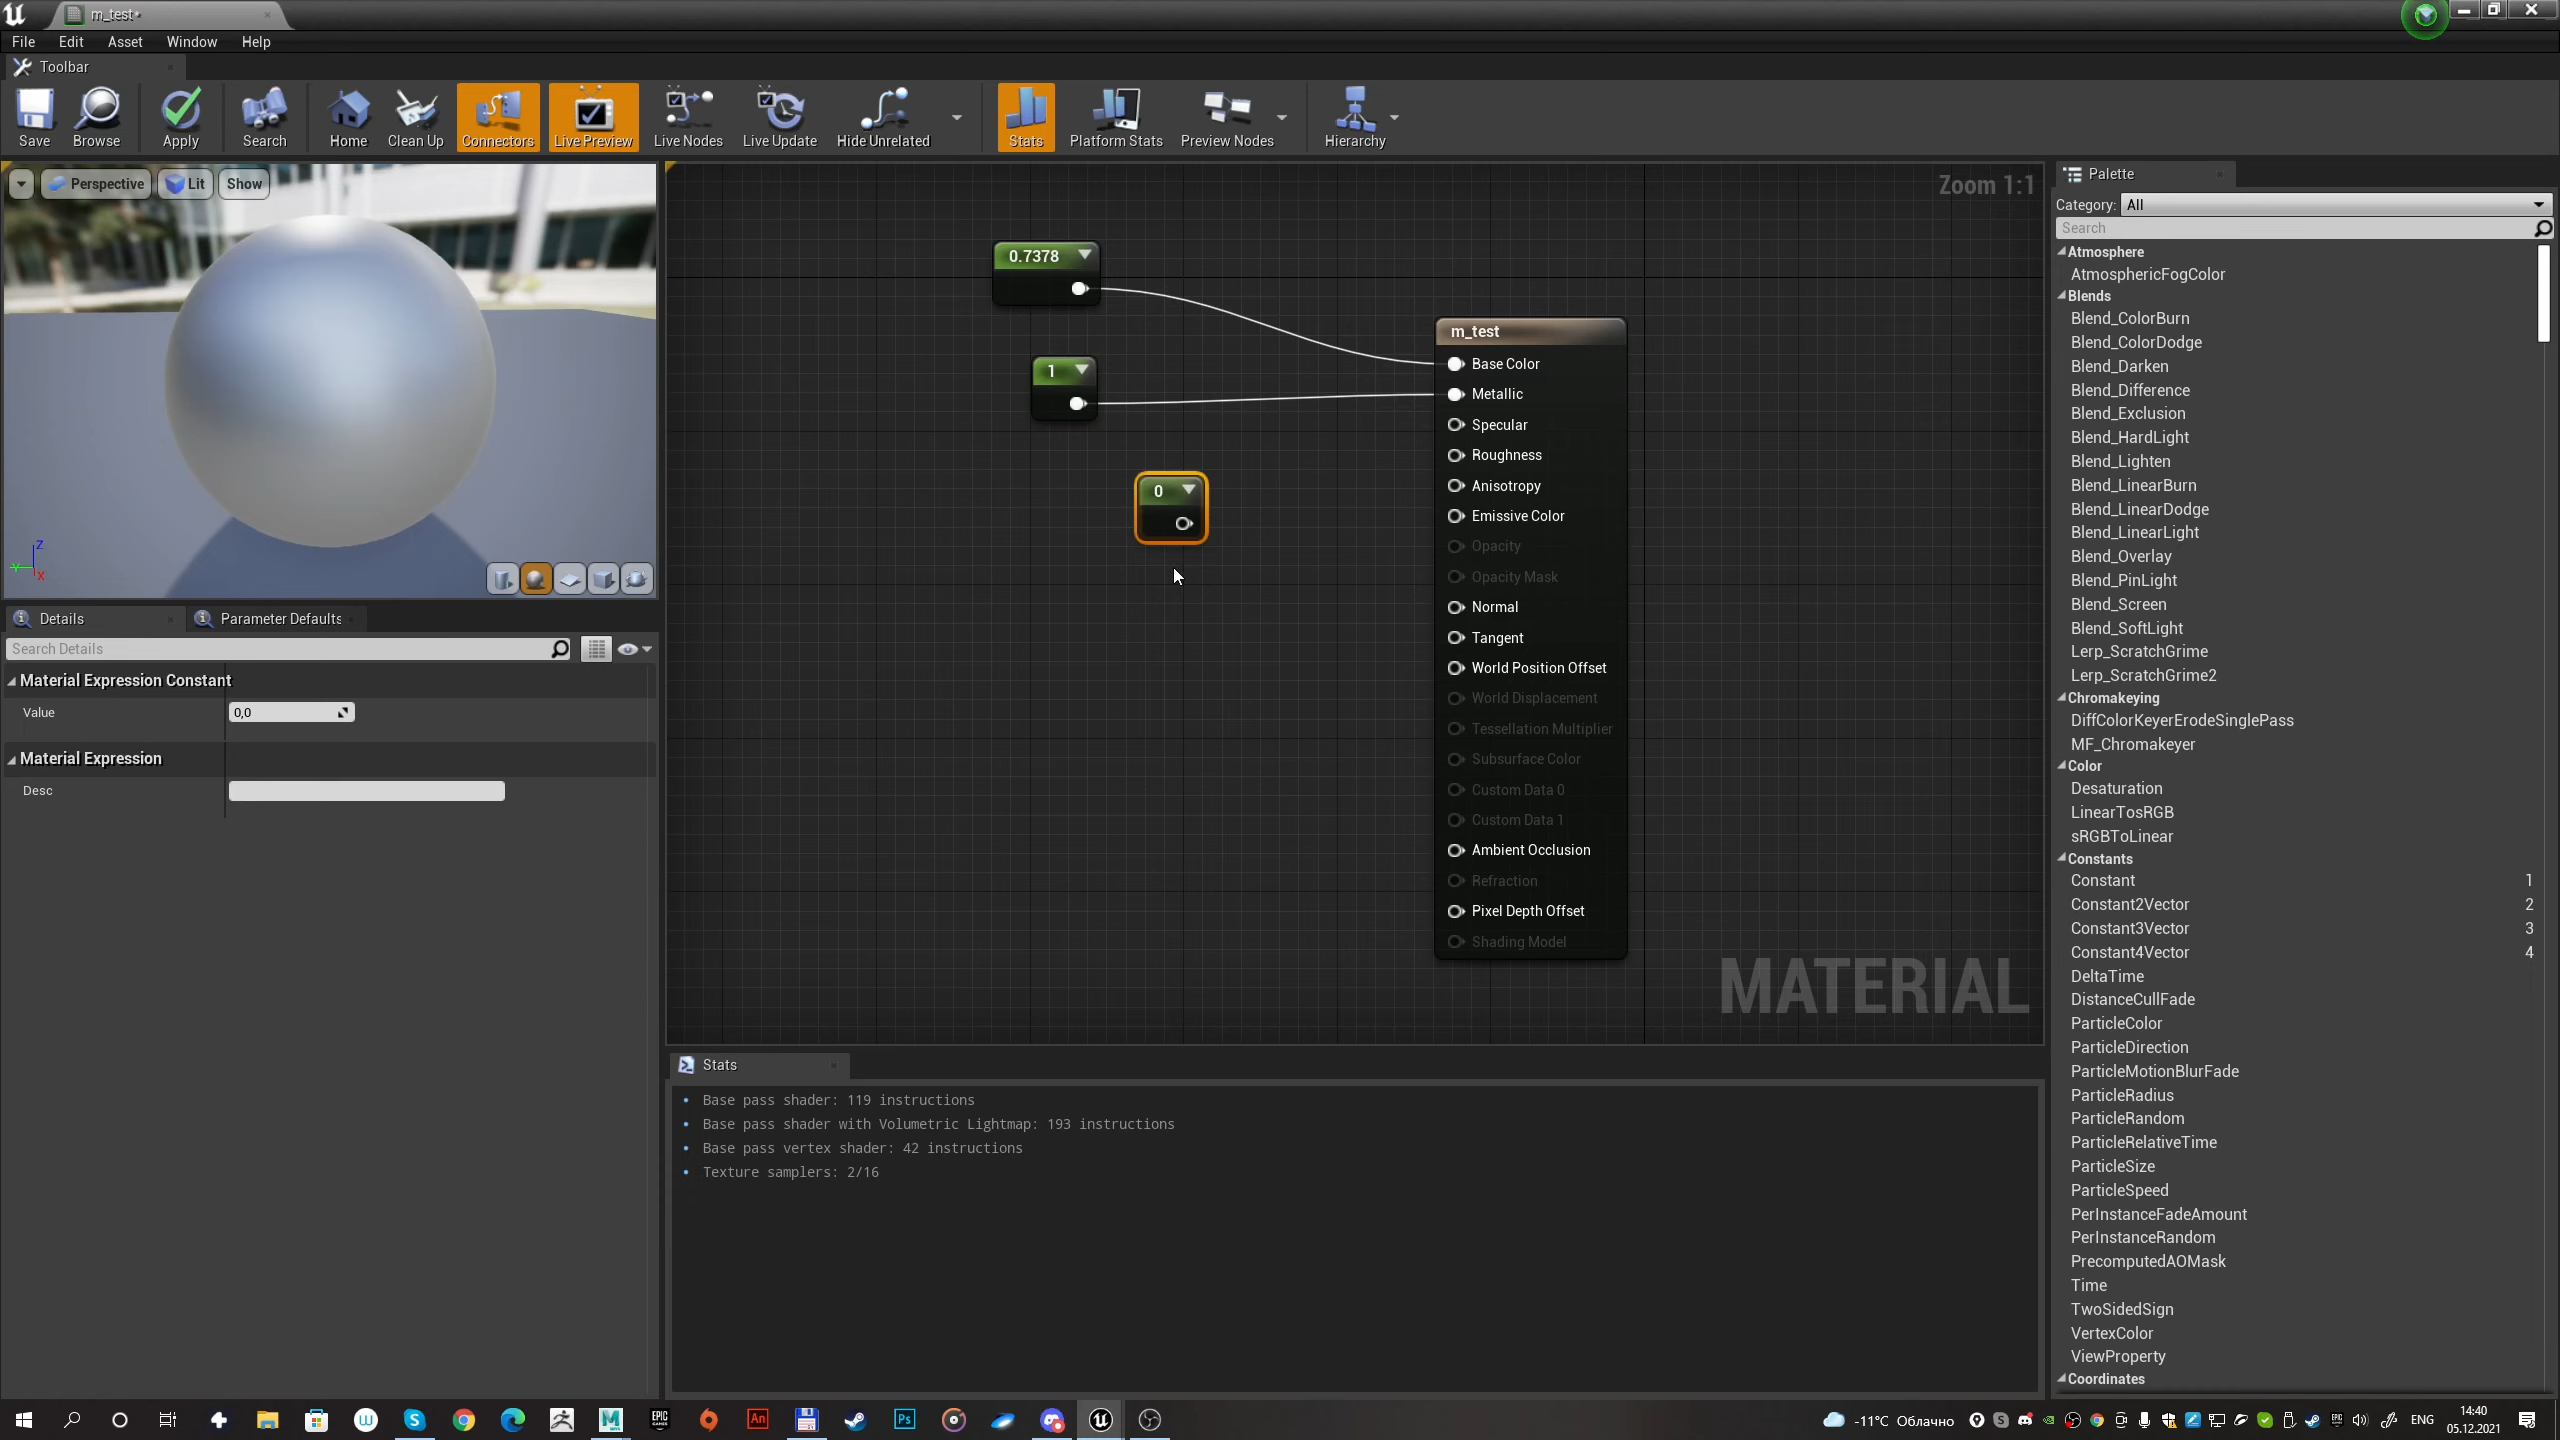 m_test*
File Edit Asset Window Help
Toolbar
Save Browse Apply Search Home Clean Up Connectors Live Preview Live Nodes Live Update Hide Unrelated Stats Platform Stats Preview Nodes Hierarchy
Perspective Lit Show
Z
Y
X
Details Parameter Defaults
Search Details
Material Expression Constant
Value 0,0
Material Expression
Desc
Zoom 1:1
0.7378
1
0
m_test
Base Color
Metallic
Specular
Roughness
Anisotropy
Emissive Color
Opacity
Opacity Mask
Normal
Tangent
World Position Offset
World Displacement
Tessellation Multiplier
Subsurface Color
Custom Data 0
Custom Data 1
Ambient Occlusion
Refraction
Pixel Depth Offset
Shading Model
MATERIAL
Stats
Base pass shader: 119 instructions
Base pass shader with Volumetric Lightmap: 193 instructions
Base pass vertex shader: 42 instructions
Texture samplers: 2/16
Palette
Category: All
Search
Atmosphere
AtmosphericFogColor
Blends
Blend_ColorBurn
Blend_ColorDodge
Blend_Darken
Blend_Difference
Blend_Exclusion
Blend_HardLight
Blend_Lighten
Blend_LinearBurn
Blend_LinearDodge
Blend_LinearLight
Blend_Overlay
Blend_PinLight
Blend_Screen
Blend_SoftLight
Lerp_ScratchGrime
Lerp_ScratchGrime2
Chromakeying
DiffColorKeyerErodeSinglePass
MF_Chromakeyer
Color
Desaturation
LinearTosRGB
sRGBToLinear
Constants
Constant 1
Constant2Vector 2
Constant3Vector 3
Constant4Vector 4
DeltaTime
DistanceCullFade
ParticleColor
ParticleDirection
ParticleMotionBlurFade
ParticleRadius
ParticleRandom
ParticleRelativeTime
ParticleSize
ParticleSpeed
PerInstanceFadeAmount
PerInstanceRandom
PrecomputedAOMask
Time
TwoSidedSign
VertexColor
ViewProperty
Coordinates
EPIC GAMES An Ps
-11°C Облачно ENG 14:40
05.12.2021